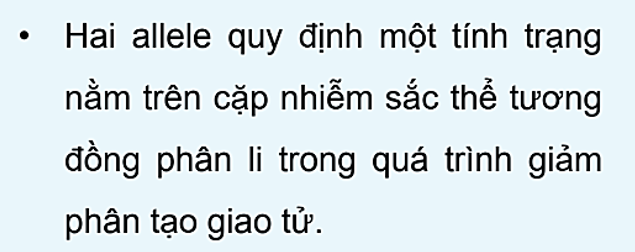 • Hai allele quy định một tính trạng
nằm trên cặp nhiễm sắc thể tương
đồng phân li trong quá trình giảm
phân tạo giao tử.